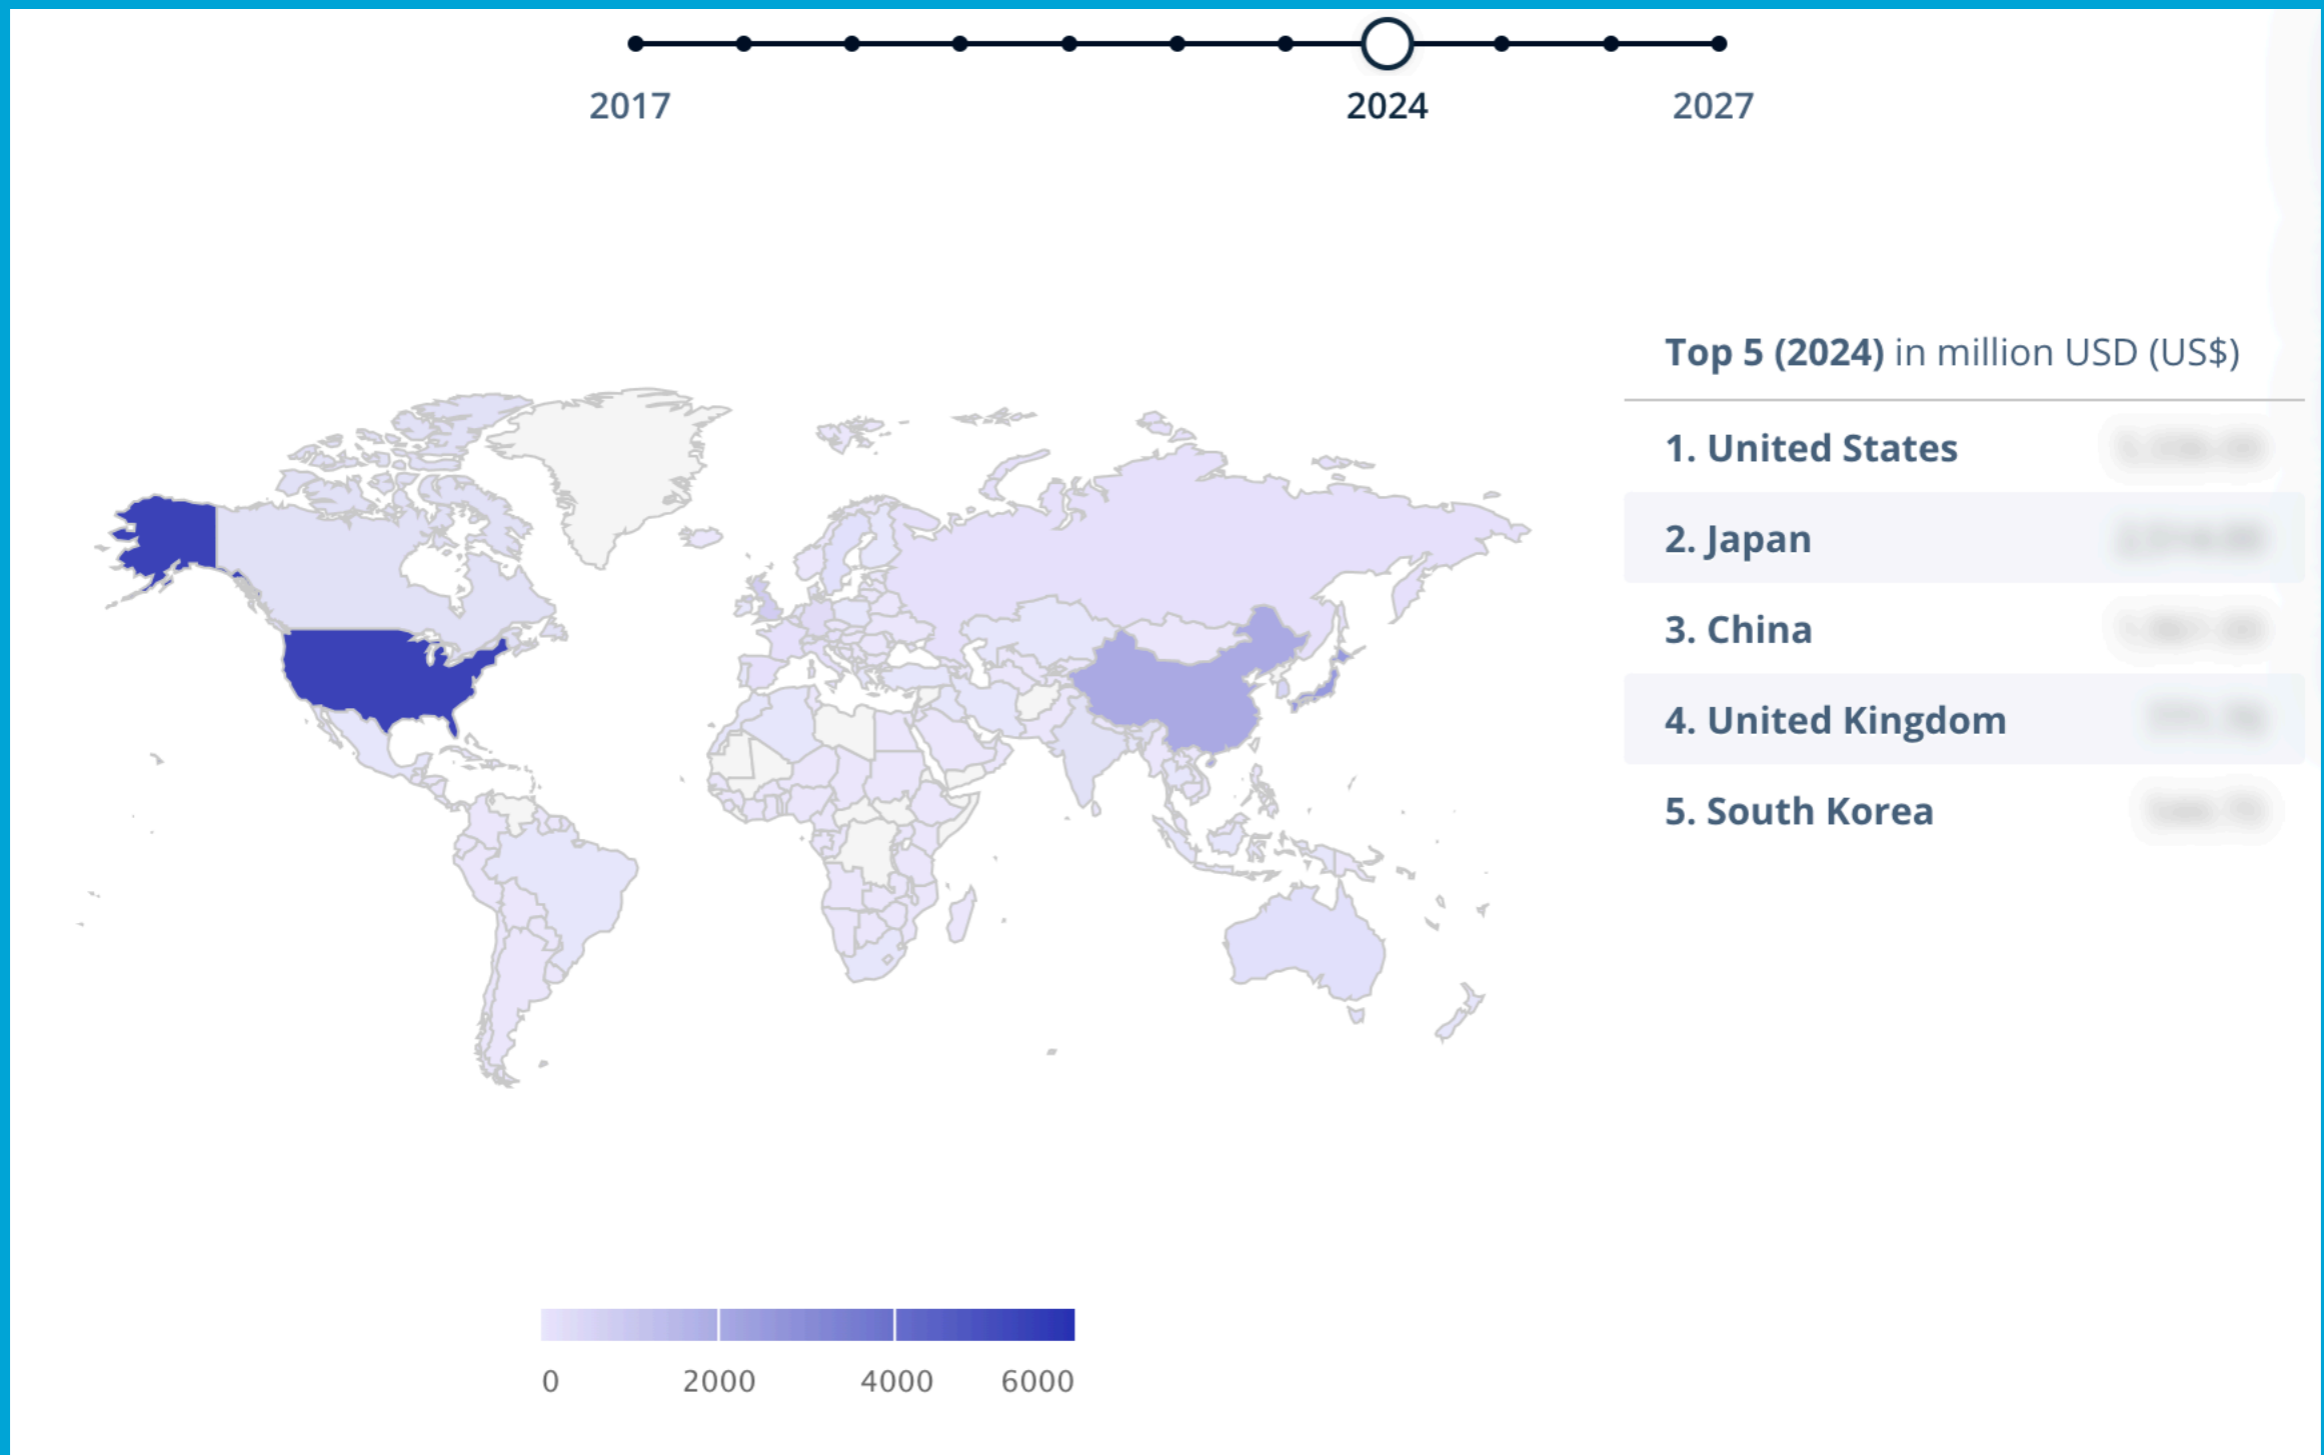 2017 2024 2027
Top 5 (2024) in million USD (US$)
1. United States
2. Japan
3. China
4. United Kingdom
5. South Korea
0 2000 4000 6000